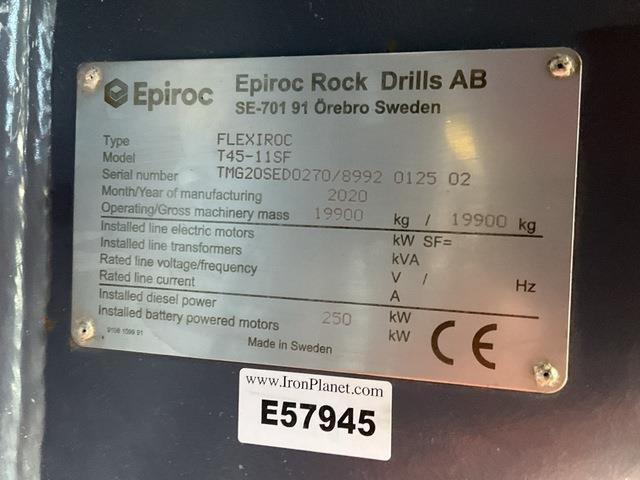 Epiroc
Epiroc Rock Drills AB
SE-701 91 Örebro Sweden
Type FLEXIROC
Model T45-11SF
Serial number TMG20SED0270/8992 0125 02
Month/Year of manufacturing 2020
Operating/Gross machinery mass 19900 kg / 19900 kg
Installed line electric motors kW SF=
Installed line transformers kVA
Rated line voltage/frequency V / Hz
Rated line current A
Installed diesel power 250 kW
Installed battery powered motors kW
Made in Sweden
CE
www.IronPlanet.com
E57945